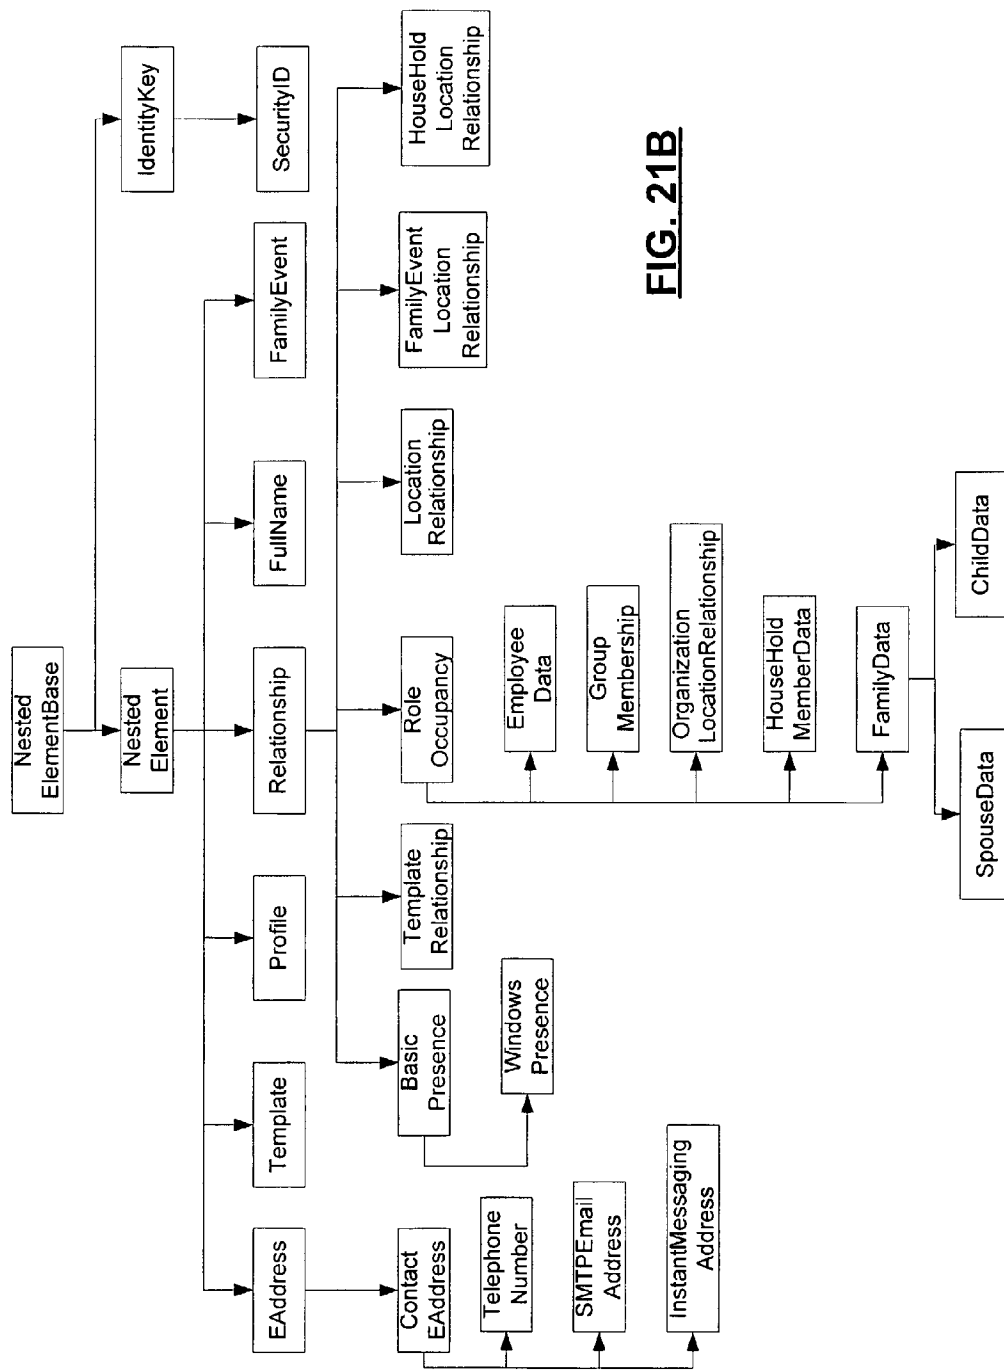 Nested
ElementBase
Nested
Element
IdentityKey
EAddress
Template
Profile
Relationship
FullName
FamilyEvent
SecurityID
Contact
EAddress
Basic
Presence
Template
Relationship
Role
Occupancy
Location
Relationship
FamilyEvent
Location
Relationship
HouseHold
Location
Relationship
Telephone
Number
SMTPEmail
Address
InstantMessaging
Address
Windows
Presence
Employee
Data
Group
Membership
Organization
LocationRelationship
HouseHold
MemberData
FamilyData
SpouseData
ChildData
FIG. 21B